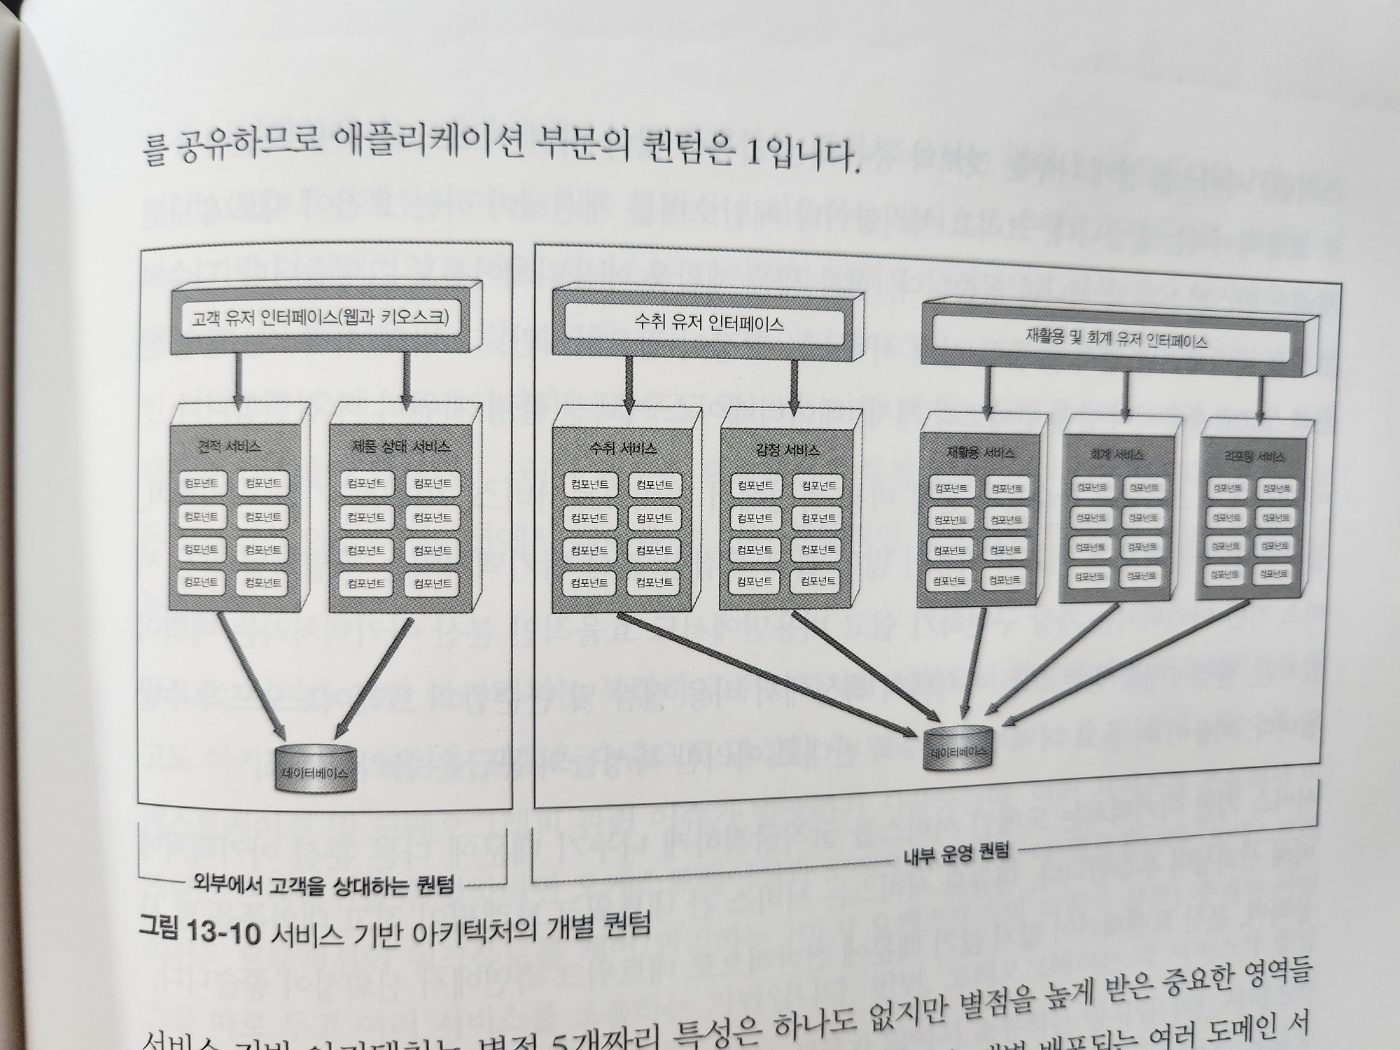 를 공유하므로 애플리케이션 부문의 퀀텀은 1입니다.
고객 유저 인터페이스(웹과 키오스크)
견적 서비스
컴포넌트 컴포넌트
컴포넌트 컴포넌트
컴포넌트 컴포넌트
컴포넌트 컴포넌트
제품 상태 서비스
컴포넌트 컴포넌트
컴포넌트 컴포넌트
컴포넌트 컴포넌트
컴포넌트 컴포넌트
데이터베이스
수취 유저 인터페이스
수취 서비스
컴포넌트 컴포넌트
컴포넌트 컴포넌트
컴포넌트 컴포넌트
컴포넌트 컴포넌트
감정 서비스
컴포넌트 컴포넌트
컴포넌트 컴포넌트
컴포넌트 컴포넌트
컴포넌트 컴포넌트
재활용 및 회계 유저 인터페이스
재활용 서비스
컴포넌트 컴포넌트
컴포넌트 컴포넌트
컴포넌트 컴포넌트
컴포넌트 컴포넌트
회계 서비스
컴포넌트 컴포넌트
컴포넌트 컴포넌트
컴포넌트 컴포넌트
컴포넌트 컴포넌트
리포팅 서비스
컴포넌트 컴포넌트
컴포넌트 컴포넌트
컴포넌트 컴포넌트
컴포넌트 컴포넌트
데이터베이스
외부에서 고객을 상대하는 퀀텀
내부 운영 퀀텀
그림 13-10 서비스 기반 아키텍처의 개별 퀀텀
서비스 기반 아키텍처는 별점 5개짜리 특성은 하나도 없지만 별점을 높게 받은 중요한 영역들
개별 배포되는 여러 도메인 서